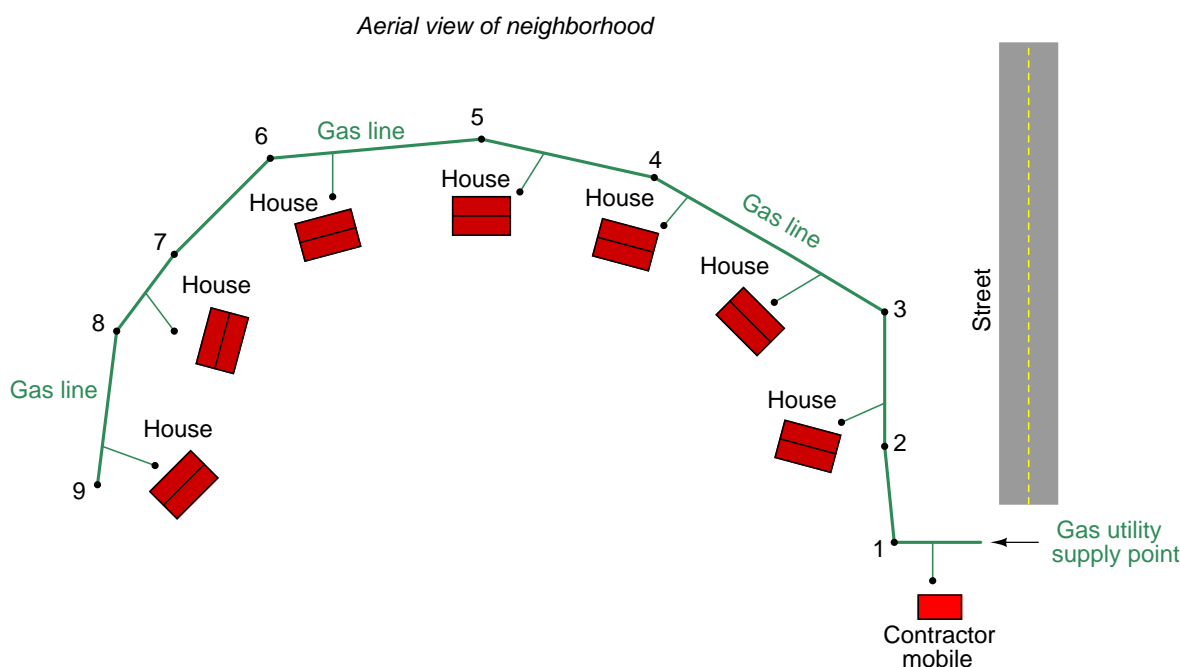 Aerial view of neighborhood
5
6
Gas line
4
House
House
House
Gas line
7
House
House
Street
8
3
Gas line
House
House
2
9
1
Gas utility
supply point
Contractor
mobile